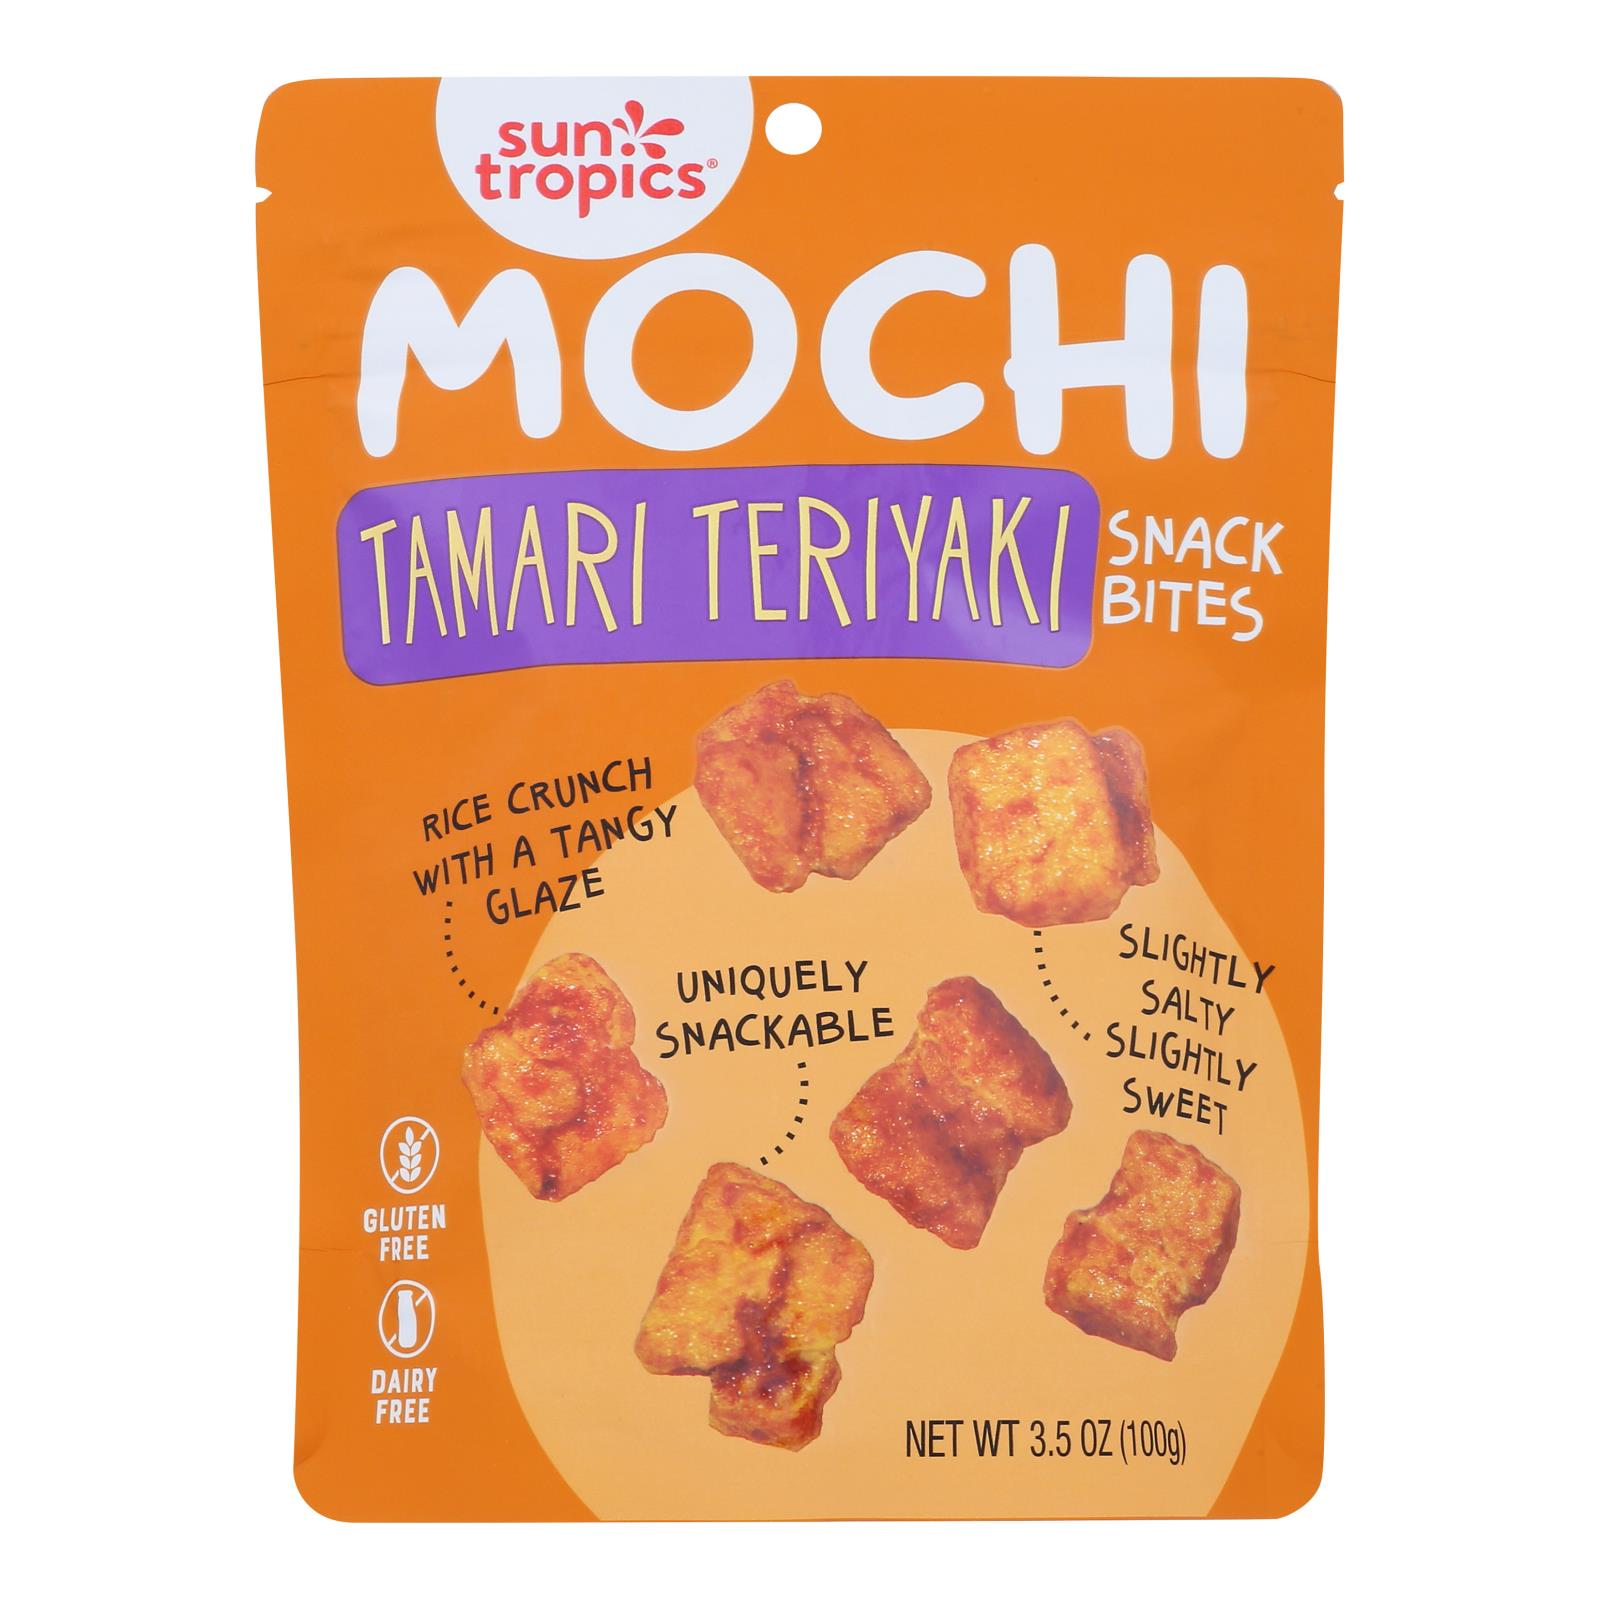 sun
tropics®
MOCHI
TAMARI TERIYAKI
SNACK
BITES
RICE CRUNCH
WITH A TANGY
GLAZE
UNIQUELY
SNACKABLE
SLIGHTLY
SALTY
SLIGHTLY
SWEET
GLUTEN
FREE
DAIRY
FREE
NET WT 3.5 OZ (100g)